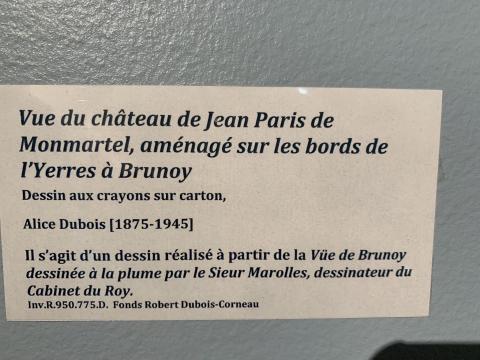 Vue du château de Jean Paris de
Monmartel, aménagé sur les bords de
l'Yerres à Brunoy
Dessin aux crayons sur carton,
Alice Dubois [1875-1945]
Il s'agit d'un dessin réalisé à partir de la Vüe de Brunoy
dessinée à la plume par le Sieur Marolles, dessinateur du
Cabinet du Roy.
Inv.R.950.775.D. Fonds Robert Dubois-Corneau